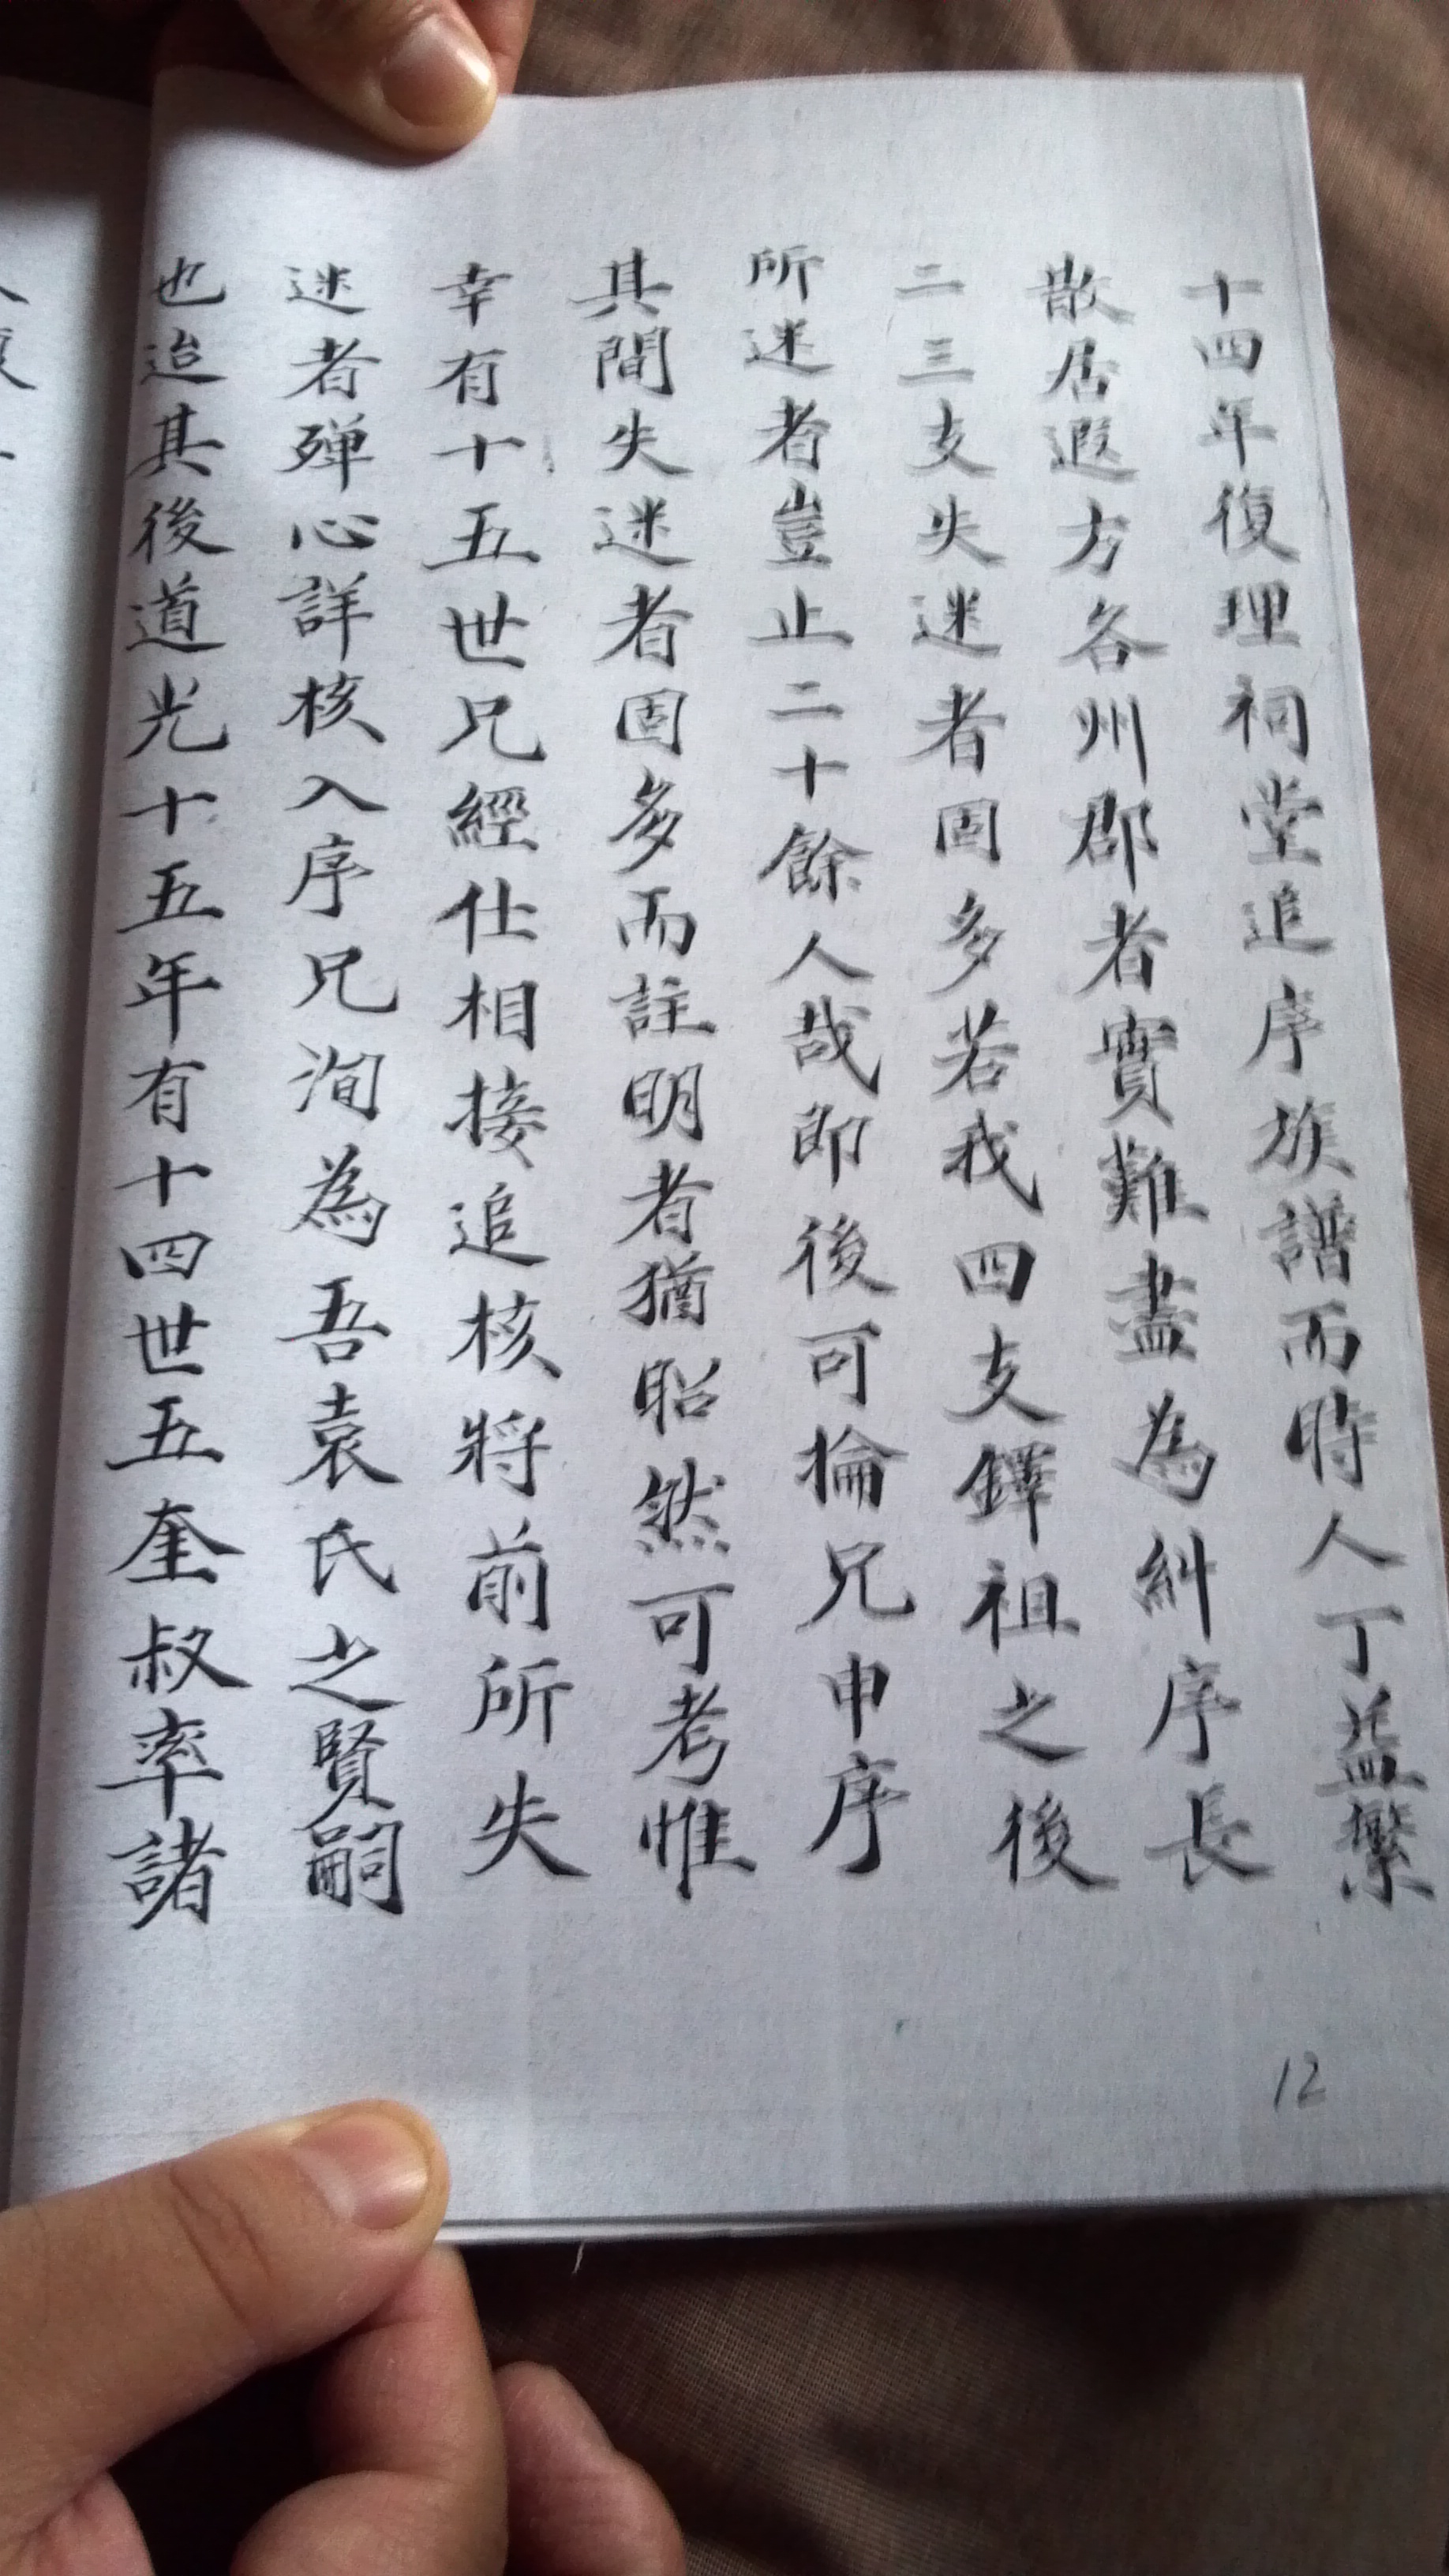 十四年復理祠堂追序族譜而時人丁益繁
散居遐方各州郡者實難盡為糾序長
二三支失迷者固多若我四支鐸祖之後
所迷者豈止二十餘人哉即後可掄兄申序
其間失迷者固多而註明者猶昭然可考惟
幸有十五世兄經仕相接追核將前所失
迷者殫心詳核入序兄洵為吾袁氏之賢嗣
也迨其後道光十五年有十四世五奎叔率諸
12